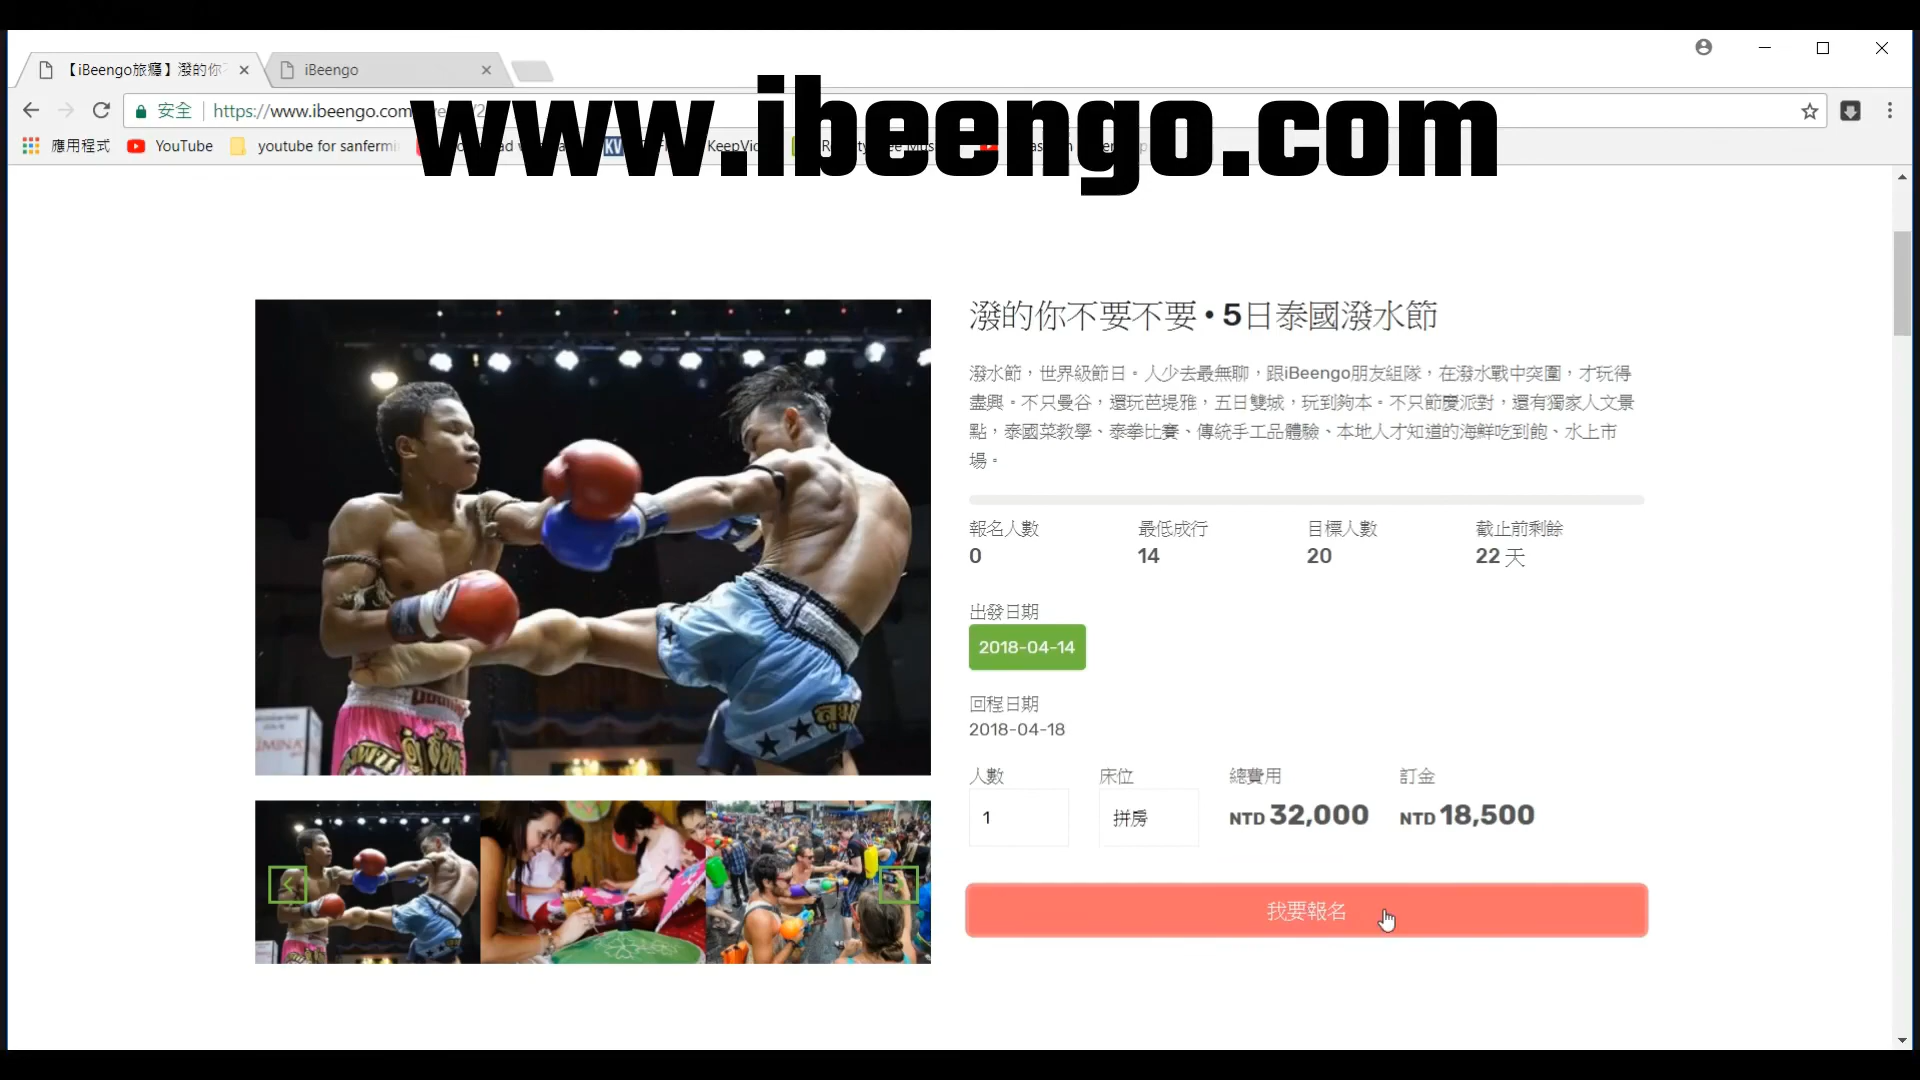 【iBeengo旅癮】潑的你不
iBeengo
安全
https://www.ibeengo.com
www.ibeengo.com
應用程式
YouTube
youtube for sanfermi
KeepVi
潑的你不要不要 • 5日泰國潑水節
潑水節，世界級節日。人少去最無聊，跟iBeengo朋友組隊，在潑水戰中突圍，才玩得
盡興。不只曼谷，還玩芭堤雅，五日雙城，玩到夠本。不只節慶派對，還有獨家人文景
點，泰國菜教學、泰拳比賽、傳統手工品體驗、本地人才知道的海鮮吃到飽、水上市
場。
報名人數 最低成行 目標人數 截止前剩餘
0 14 20 22 天
出發日期
2018-04-14
回程日期
2018-04-18
人數 床位 總費用 訂金
1 拼房 NTD 32,000 NTD 18,500
我要報名